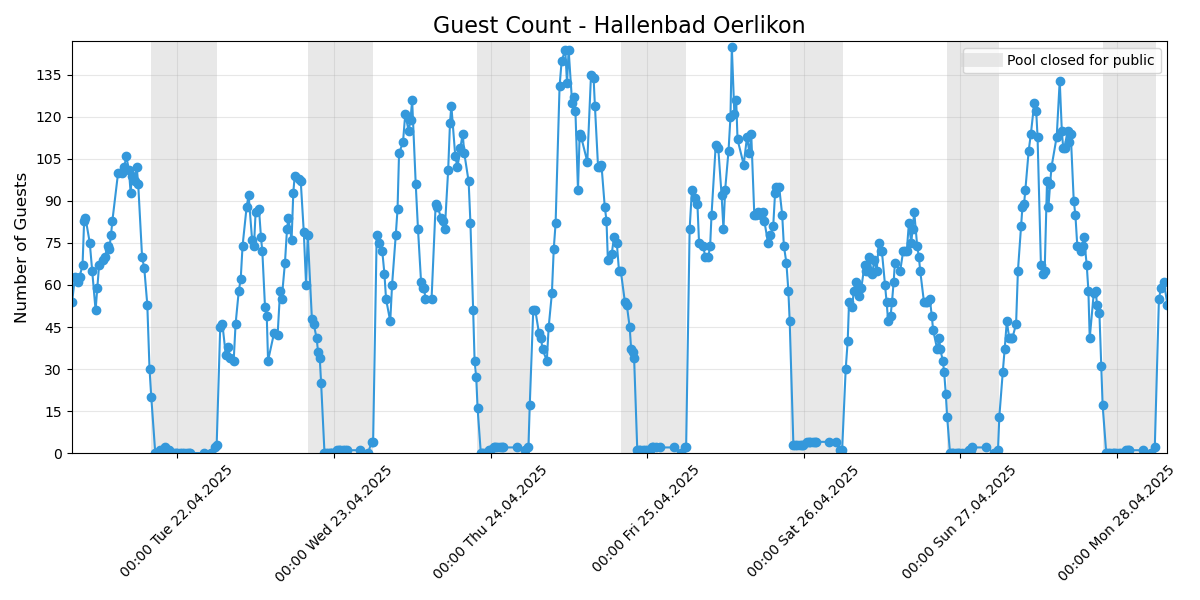 Guest Count - Hallenbad Oerlikon
Pool closed for public
Number of Guests
135
120
105
90
75
60
45
30
15
0
00:00 Tue 22.04.2025
00:00 Wed 23.04.2025
00:00 Thu 24.04.2025
00:00 Fri 25.04.2025
00:00 Sat 26.04.2025
00:00 Sun 27.04.2025
00:00 Mon 28.04.2025